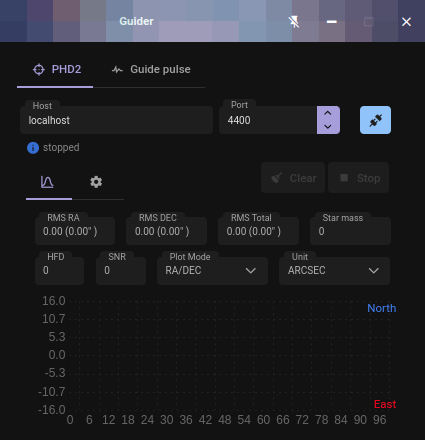 Guider
PHD2 Guide pulse
Host Port
localhost 4400
stopped
Clear Stop
RMS RA RMS DEC RMS Total Star mass
0.00 (0.00" ) 0.00 (0.00" ) 0.00 (0.00" ) 0
HFD SNR Plot Mode Unit
0 0 RA/DEC ARCSEC
16.0
North
10.7
5.3
0.0
-5.3
-10.7
East
-16.0
0 6 12 18 24 30 36 42 48 54 60 66 72 78 84 90 96